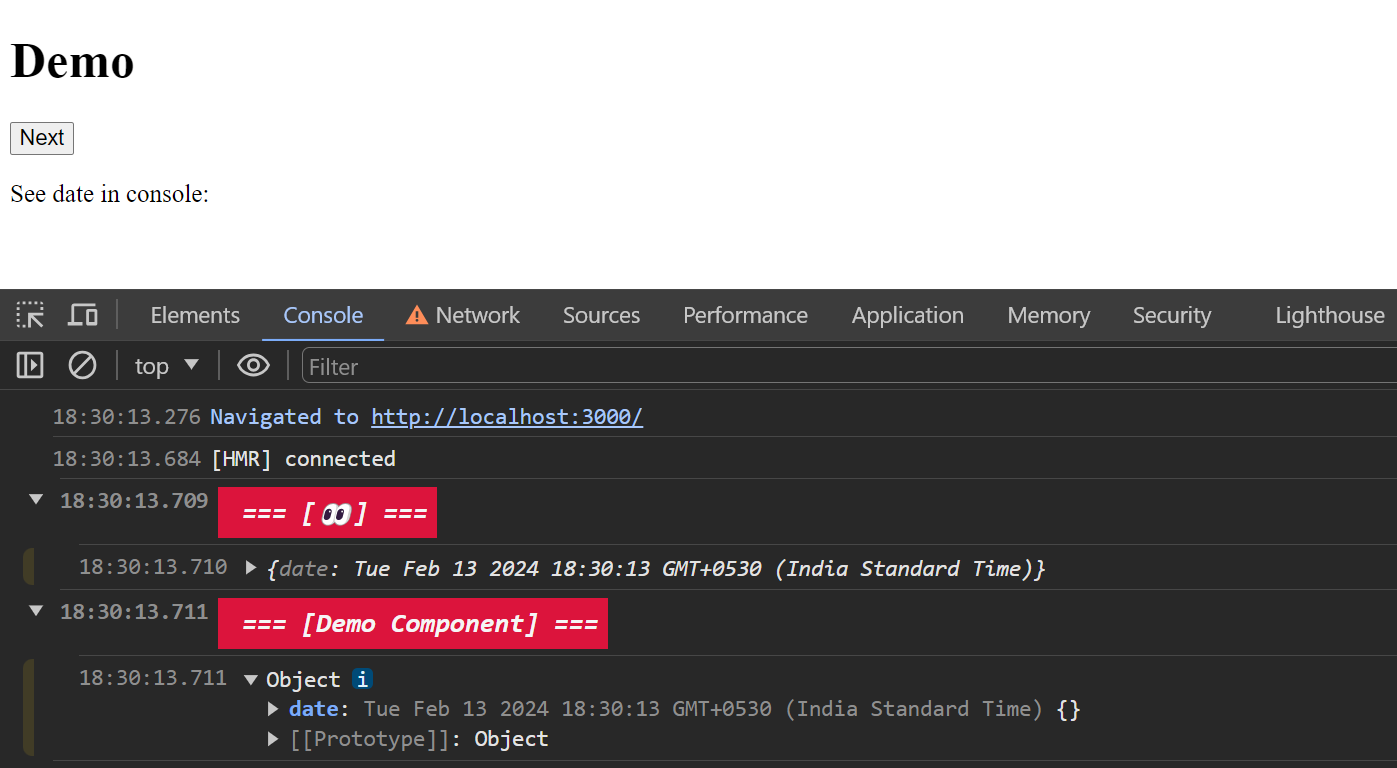 Demo
Next
See date in console:
Elements Console Network Sources Performance Application Memory Security Lighthouse
top Filter
18:30:13.276 Navigated to http://localhost:3000/
18:30:13.684 [HMR] connected
18:30:13.709 === [👀] ===
18:30:13.710 {date: Tue Feb 13 2024 18:30:13 GMT+0530 (India Standard Time)}
18:30:13.711 === [Demo Component] ===
18:30:13.711 Object i
date: Tue Feb 13 2024 18:30:13 GMT+0530 (India Standard Time) {}
[[Prototype]]: Object